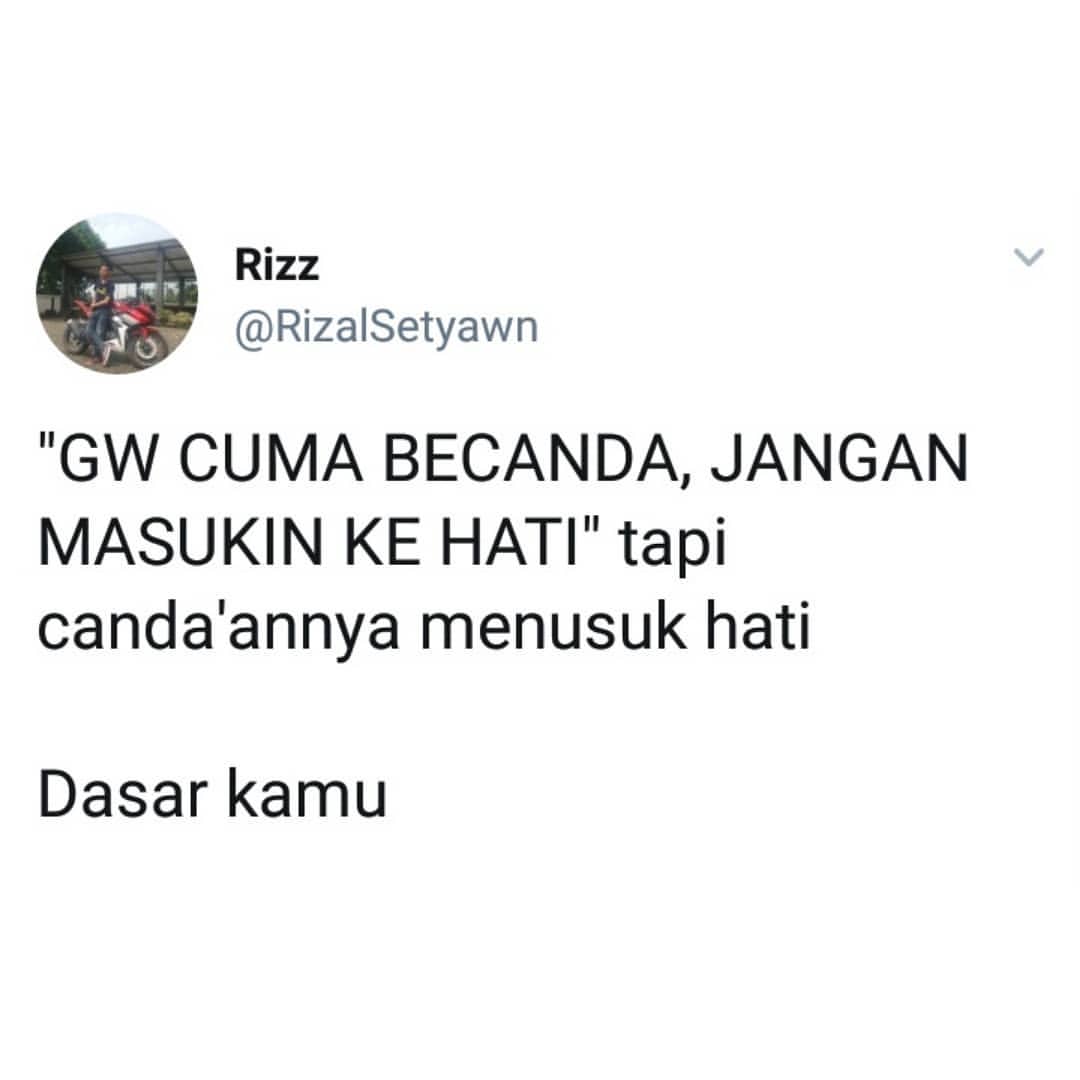 Rizz
@RizalSetyawn
"GW CUMA BECANDA, JANGAN
MASUKIN KE HATI" tapi
canda'annya menusuk hati
Dasar kamu